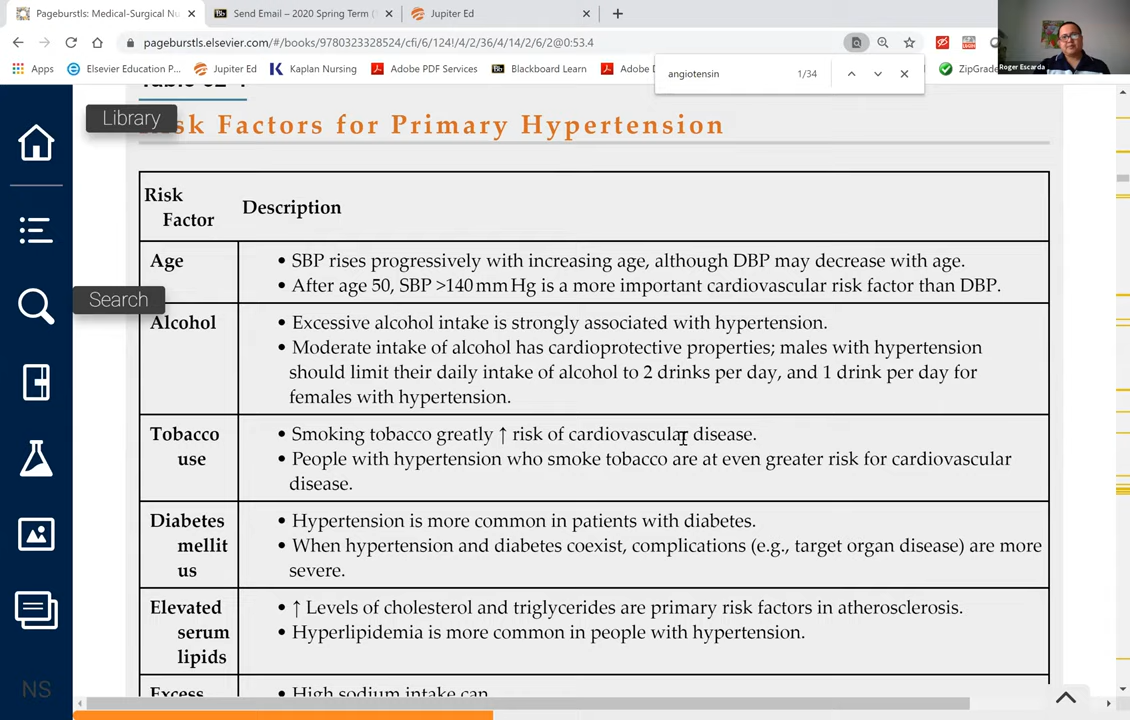 Pageburstls: Medical-Surgical Nu
Send Email – 2020 Spring Term (
Jupiter Ed
pageburstls.elsevier.com/#/books/9780323328524/cfi/6/124!/4/2/36/4/14/2/6/2@0:53.4
Apps
Elsevier Education P...
Jupiter Ed
Kaplan Nursing
Adobe PDF Services
Blackboard Learn
Adobe D
angiotensin
1/34
ZipGrade
Roger Escarda
Library
Search
NS
Risk Factors for Primary Hypertension
Risk
Factor
Description
Age
• SBP rises progressively with increasing age, although DBP may decrease with age.
• After age 50, SBP >140 mm Hg is a more important cardiovascular risk factor than DBP.
Alcohol
• Excessive alcohol intake is strongly associated with hypertension.
• Moderate intake of alcohol has cardioprotective properties; males with hypertension
should limit their daily intake of alcohol to 2 drinks per day, and 1 drink per day for
females with hypertension.
Tobacco
use
• Smoking tobacco greatly ↑ risk of cardiovascular disease.
• People with hypertension who smoke tobacco are at even greater risk for cardiovascular
disease.
Diabetes
mellit
us
• Hypertension is more common in patients with diabetes.
• When hypertension and diabetes coexist, complications (e.g., target organ disease) are more
severe.
Elevated
serum
lipids
• ↑ Levels of cholesterol and triglycerides are primary risk factors in atherosclerosis.
• Hyperlipidemia is more common in people with hypertension.
Excess
• High sodium intake can